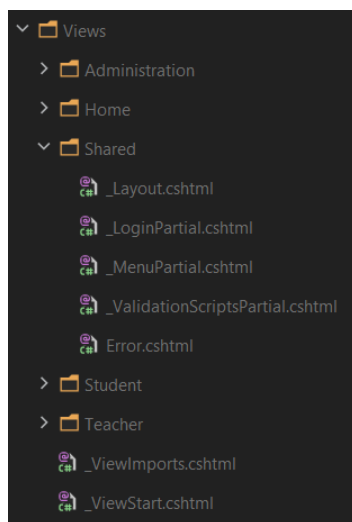 Views
Administration
Home
Shared
_Layout.cshtml
_LoginPartial.cshtml
_MenuPartial.cshtml
_ValidationScriptsPartial.cshtml
Error.cshtml
Student
Teacher
_ViewImports.cshtml
_ViewStart.cshtml